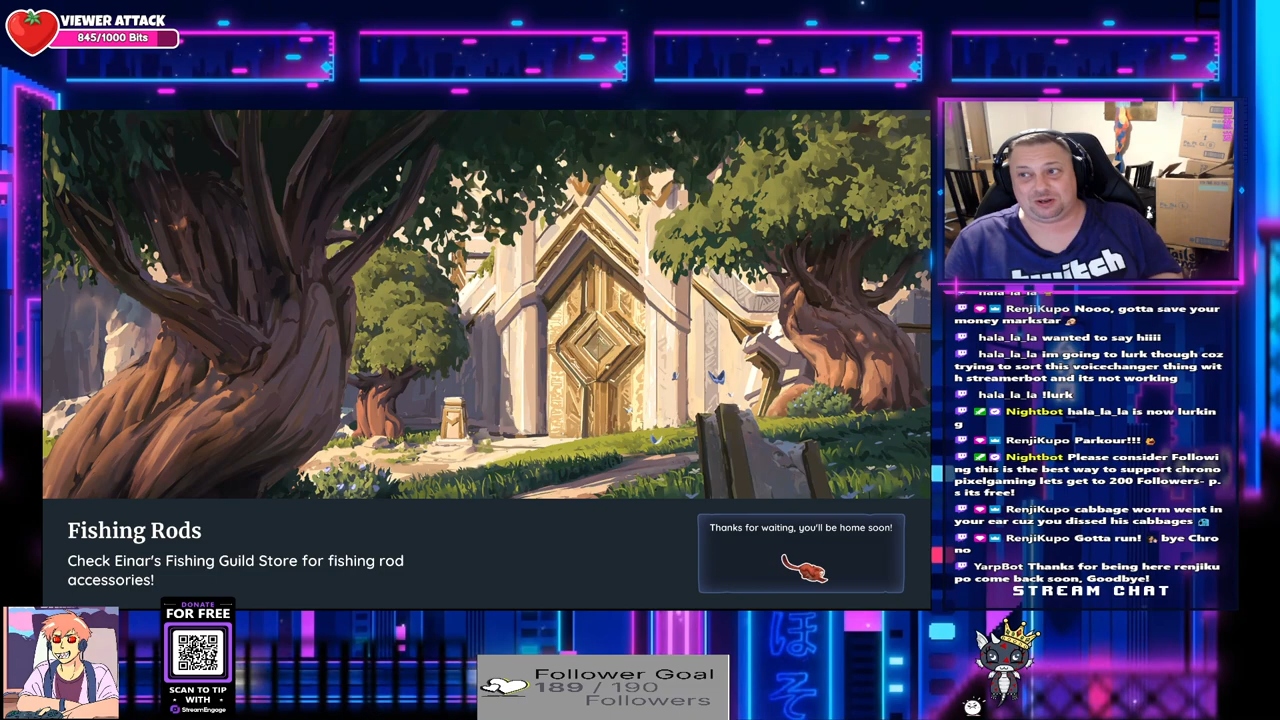 VIEWER ATTACK
845/1000 Bits
twitch
Fishing Rods
Check Einar's Fishing Guild Store for fishing rod
accessories!
Thanks for waiting, you'll be home soon!
hala_la_la
RenjiKupo Nooo, gotta save your
money markstar
hala_la_la wanted to say hiiii
hala_la_la im going to lurk though coz
trying to sort this voicechanger thing wit
h streamerbot and its not working
hala_la_la !lurk
Nightbot hala_la_la is now lurkin
g
RenjiKupo Parkour!!!
Nightbot Please consider Followi
ng this is the best way to support chrono
pixelgaming lets get to 200 Followers- p.
s its free!
RenjiKupo cabbage worm went in
your ear cuz you dissed his cabbages
RenjiKupo Gotta run! bye Chro
no
YarpBot Thanks for being here renjiku
po come back soon, Goodbye!
STREAM CHAT
DONATE
FOR FREE
SCAN TO TIP
WITH
StreamEngage
Follower Goal
189 / 190
Followers
ほ
そ